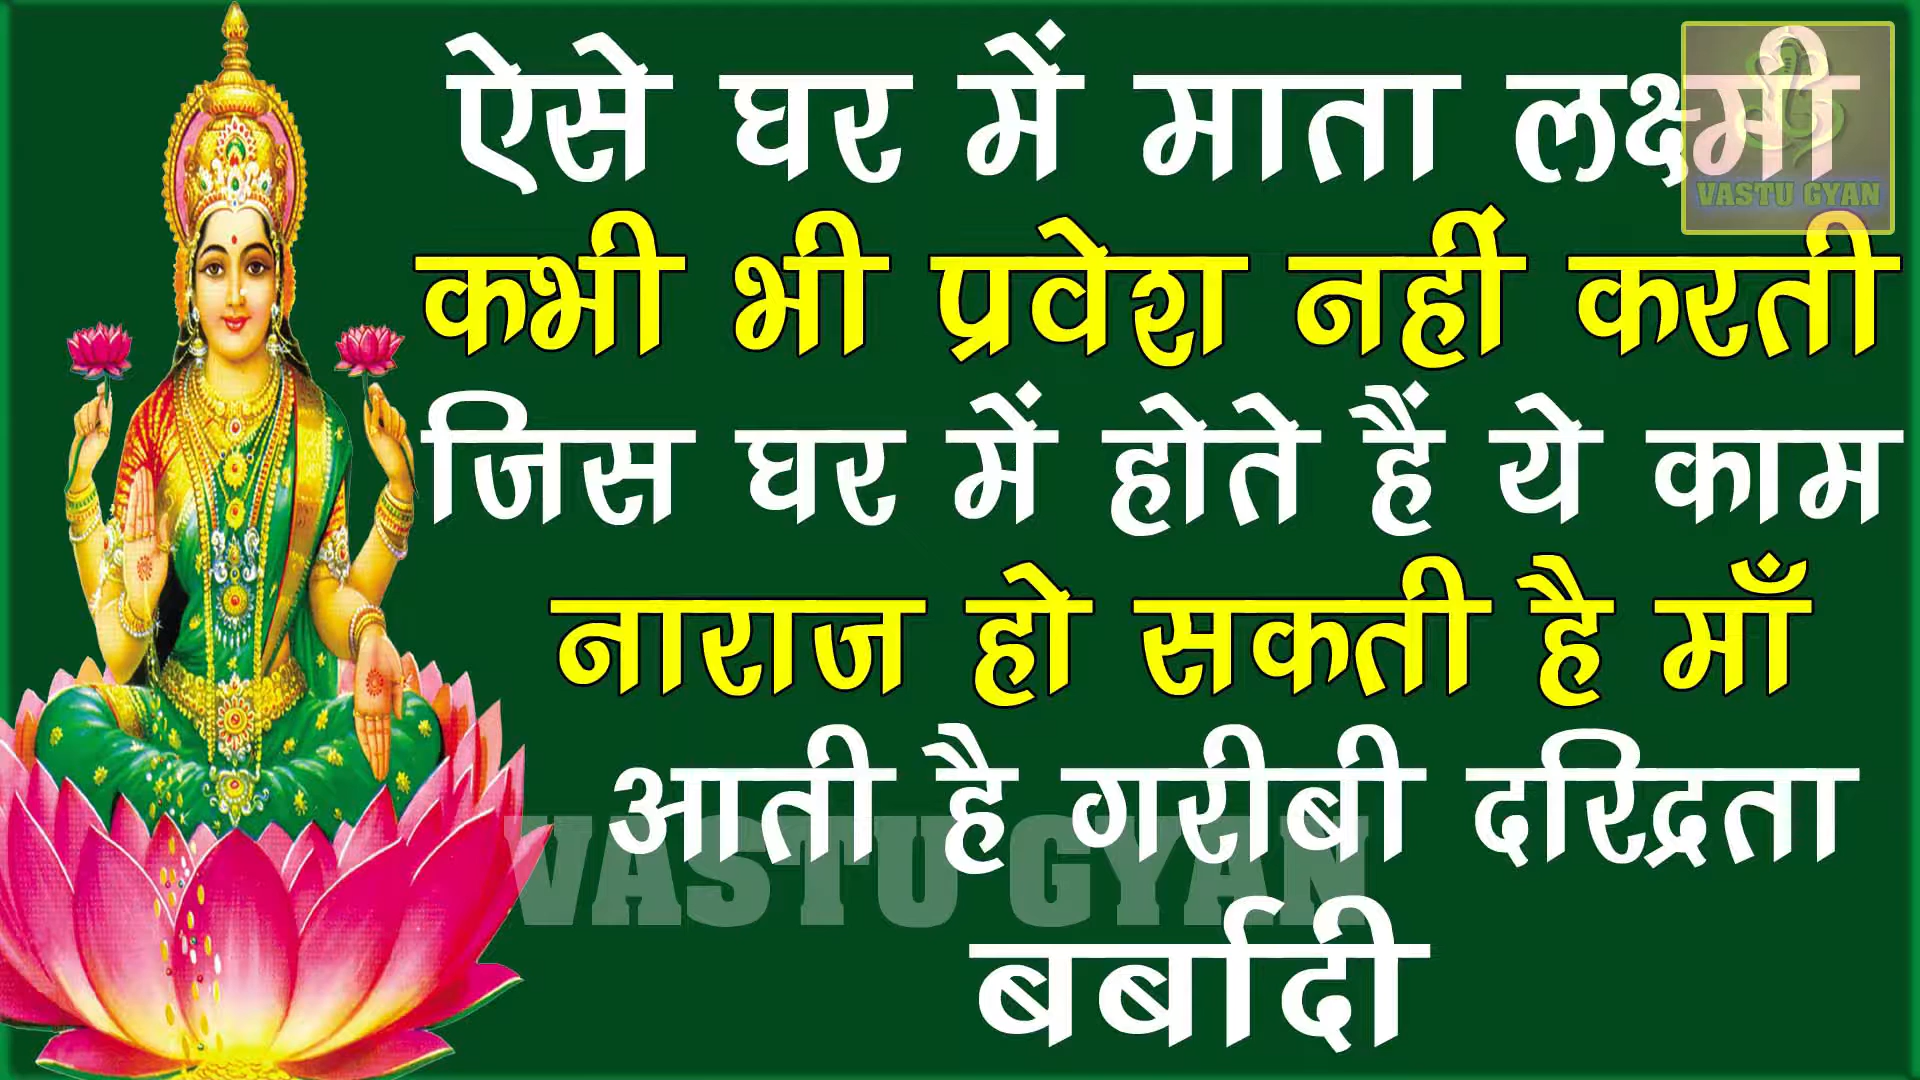 ऐसे घर में माता लक्ष्मी
कभी भी प्रवेश नहीं करती
जिस घर में होते हैं ये काम
नाराज हो सकती है माँ
आती है गरीबी दरिद्रता
बर्बादी
VASTU GYAN
VASTU GYAN